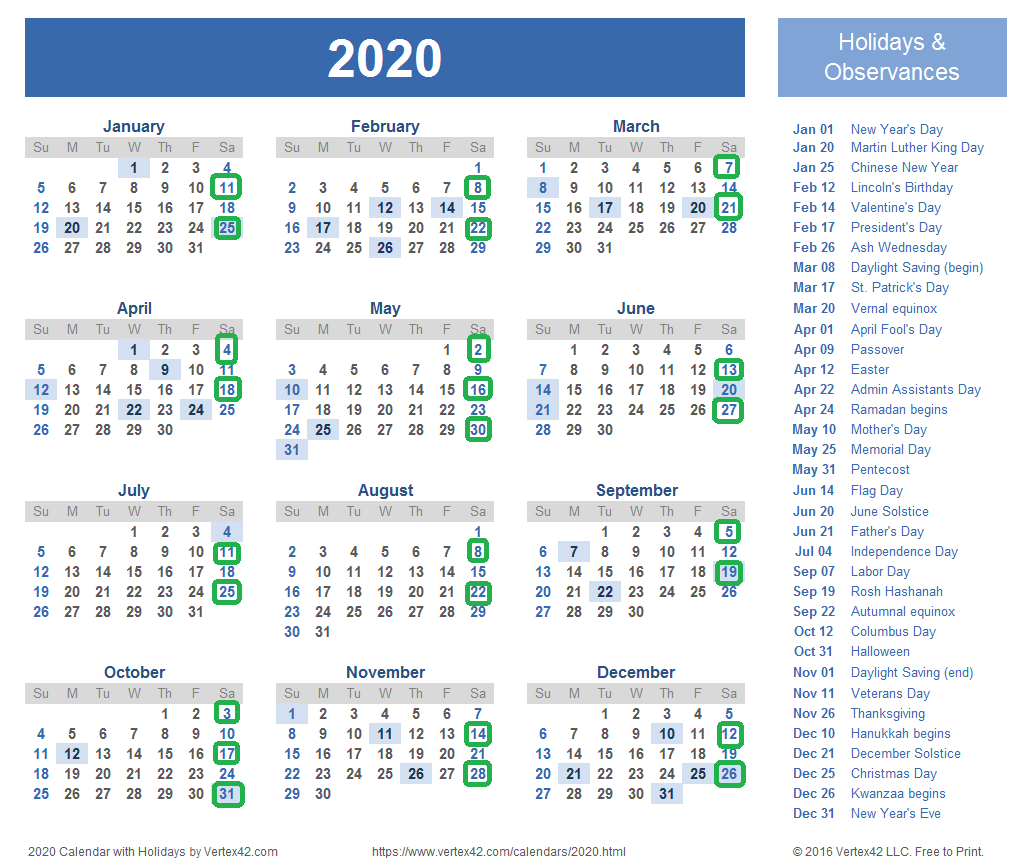 2020
Holidays &
Observances
January
Su M Tu W Th F Sa
1 2 3 4
5 6 7 8 9 10 11
12 13 14 15 16 17 18
19 20 21 22 23 24 25
26 27 28 29 30 31
February
Su M Tu W Th F Sa
1
2 3 4 5 6 7 8
9 10 11 12 13 14 15
16 17 18 19 20 21 22
23 24 25 26 27 28 29
March
Su M Tu W Th F Sa
1 2 3 4 5 6 7
8 9 10 11 12 13 14
15 16 17 18 19 20 21
22 23 24 25 26 27 28
29 30 31
April
Su M Tu W Th F Sa
1 2 3 4
5 6 7 8 9 10 11
12 13 14 15 16 17 18
19 20 21 22 23 24 25
26 27 28 29 30
May
Su M Tu W Th F Sa
1 2
3 4 5 6 7 8 9
10 11 12 13 14 15 16
17 18 19 20 21 22 23
24 25 26 27 28 29 30
31
June
Su M Tu W Th F Sa
1 2 3 4 5 6
7 8 9 10 11 12 13
14 15 16 17 18 19 20
21 22 23 24 25 26 27
28 29 30
July
Su M Tu W Th F Sa
1 2 3 4
5 6 7 8 9 10 11
12 13 14 15 16 17 18
19 20 21 22 23 24 25
26 27 28 29 30 31
August
Su M Tu W Th F Sa
1
2 3 4 5 6 7 8
9 10 11 12 13 14 15
16 17 18 19 20 21 22
23 24 25 26 27 28 29
30 31
September
Su M Tu W Th F Sa
1 2 3 4 5
6 7 8 9 10 11 12
13 14 15 16 17 18 19
20 21 22 23 24 25 26
27 28 29 30
October
Su M Tu W Th F Sa
1 2 3
4 5 6 7 8 9 10
11 12 13 14 15 16 17
18 19 20 21 22 23 24
25 26 27 28 29 30 31
November
Su M Tu W Th F Sa
1 2 3 4 5 6 7
8 9 10 11 12 13 14
15 16 17 18 19 20 21
22 23 24 25 26 27 28
29 30
December
Su M Tu W Th F Sa
1 2 3 4 5
6 7 8 9 10 11 12
13 14 15 16 17 18 19
20 21 22 23 24 25 26
27 28 29 30 31
Jan 01 New Year's Day
Jan 20 Martin Luther King Day
Jan 25 Chinese New Year
Feb 12 Lincoln's Birthday
Feb 14 Valentine's Day
Feb 17 President's Day
Feb 26 Ash Wednesday
Mar 08 Daylight Saving (begin)
Mar 17 St. Patrick's Day
Mar 20 Vernal equinox
Apr 01 April Fool's Day
Apr 09 Passover
Apr 12 Easter
Apr 22 Admin Assistants Day
Apr 24 Ramadan begins
May 10 Mother's Day
May 25 Memorial Day
May 31 Pentecost
Jun 14 Flag Day
Jun 20 June Solstice
Jun 21 Father's Day
Jul 04 Independence Day
Sep 07 Labor Day
Sep 19 Rosh Hashanah
Sep 22 Autumnal equinox
Oct 12 Columbus Day
Oct 31 Halloween
Nov 01 Daylight Saving (end)
Nov 11 Veterans Day
Nov 26 Thanksgiving
Dec 10 Hanukkah begins
Dec 21 December Solstice
Dec 25 Christmas Day
Dec 26 Kwanzaa begins
Dec 31 New Year's Eve
2020 Calendar with Holidays by Vertex42.com
https://www.vertex42.com/calendars/2020.html
© 2016 Vertex42 LLC. Free to Print.